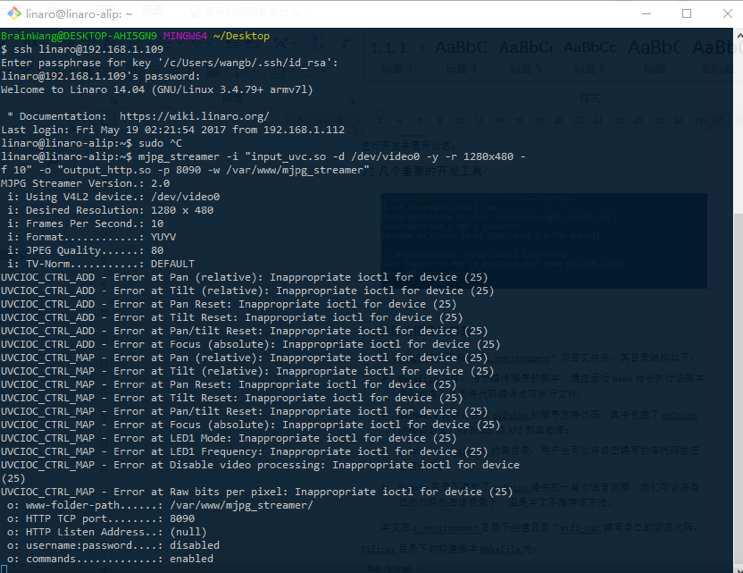 linaro@linaro-alip: ~
BrainWang@DESKTOP-AHI5GN9 MINGW64 ~/Desktop
$ ssh linaro@192.168.1.109
Enter passphrase for key '/c/Users/wangb/.ssh/id_rsa':
linaro@192.168.1.109's password:
Welcome to Linaro 14.04 (GNU/Linux 3.4.79+ armv7l)
* Documentation:  https://wiki.linaro.org/
Last login: Fri May 19 02:21:54 2017 from 192.168.1.112
linaro@linaro-alip:~$ sudo ^C
linaro@linaro-alip:~$ mjpg_streamer -i "input_uvc.so -d /dev/video0 -y -r 1280x480 -
f 10" -o "output_http.so -p 8090 -w /var/www/mjpg_streamer"
MJPG Streamer Version.: 2.0
i: Using V4L2 device.: /dev/video0
i: Desired Resolution: 1280 x 480
i: Frames Per Second.: 10
i: Format............: YUYV
i: JPEG Quality......: 80
i: TV-Norm...........: DEFAULT
UVCIOC_CTRL_ADD - Error at Pan (relative): Inappropriate ioctl for device (25)
UVCIOC_CTRL_ADD - Error at Tilt (relative): Inappropriate ioctl for device (25)
UVCIOC_CTRL_ADD - Error at Pan Reset: Inappropriate ioctl for device (25)
UVCIOC_CTRL_ADD - Error at Tilt Reset: Inappropriate ioctl for device (25)
UVCIOC_CTRL_ADD - Error at Pan/tilt Reset: Inappropriate ioctl for device (25)
UVCIOC_CTRL_ADD - Error at Focus (absolute): Inappropriate ioctl for device (25)
UVCIOC_CTRL_MAP - Error at Pan (relative): Inappropriate ioctl for device (25)
UVCIOC_CTRL_MAP - Error at Tilt (relative): Inappropriate ioctl for device (25)
UVCIOC_CTRL_MAP - Error at Pan Reset: Inappropriate ioctl for device (25)
UVCIOC_CTRL_MAP - Error at Tilt Reset: Inappropriate ioctl for device (25)
UVCIOC_CTRL_MAP - Error at Pan/tilt Reset: Inappropriate ioctl for device (25)
UVCIOC_CTRL_MAP - Error at Focus (absolute): Inappropriate ioctl for device (25)
UVCIOC_CTRL_MAP - Error at LED1 Mode: Inappropriate ioctl for device (25)
UVCIOC_CTRL_MAP - Error at LED1 Frequency: Inappropriate ioctl for device (25)
UVCIOC_CTRL_MAP - Error at Disable video processing: Inappropriate ioctl for device
(25)
UVCIOC_CTRL_MAP - Error at Raw bits per pixel: Inappropriate ioctl for device (25)
o: www-folder-path......: /var/www/mjpg_streamer/
o: HTTP TCP port........: 8090
o: HTTP Listen Address..: (null)
o: username:password....: disabled
o: commands.............: enabled